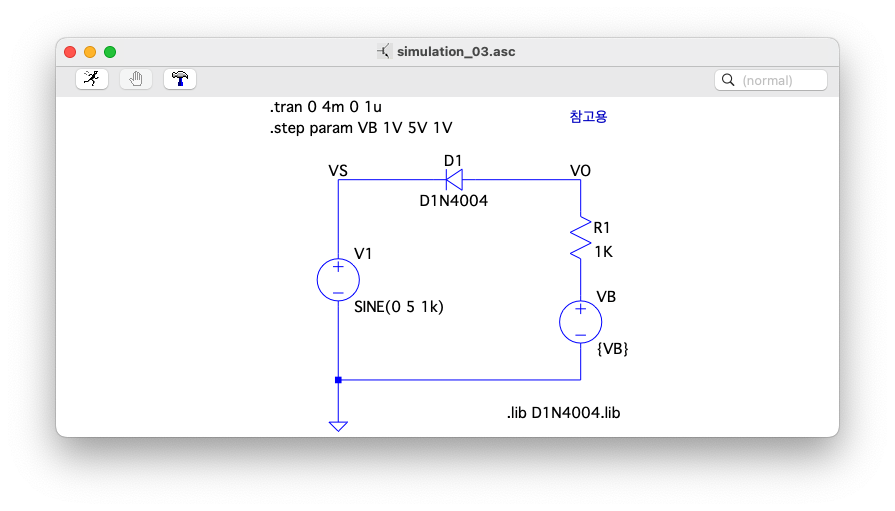 simulation_03.asc
(normal)
.tran 0 4m 0 1u
.step param VB 1V 5V 1V
참고용
D1
VS
VO
D1N4004
R1
1K
V1
SINE(0 5 1k)
VB
{VB}
.lib D1N4004.lib